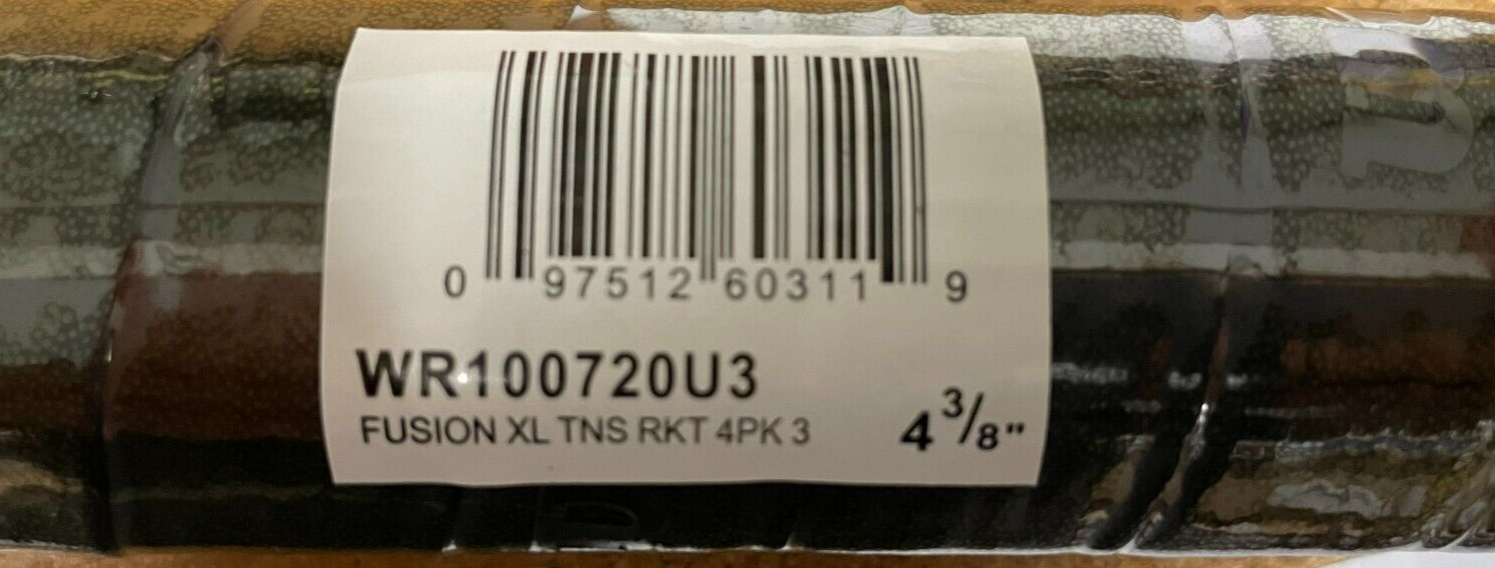 0 97512 60311 9
WR100720U3
FUSION XL TNS RKT 4PK 3
4 3/8"